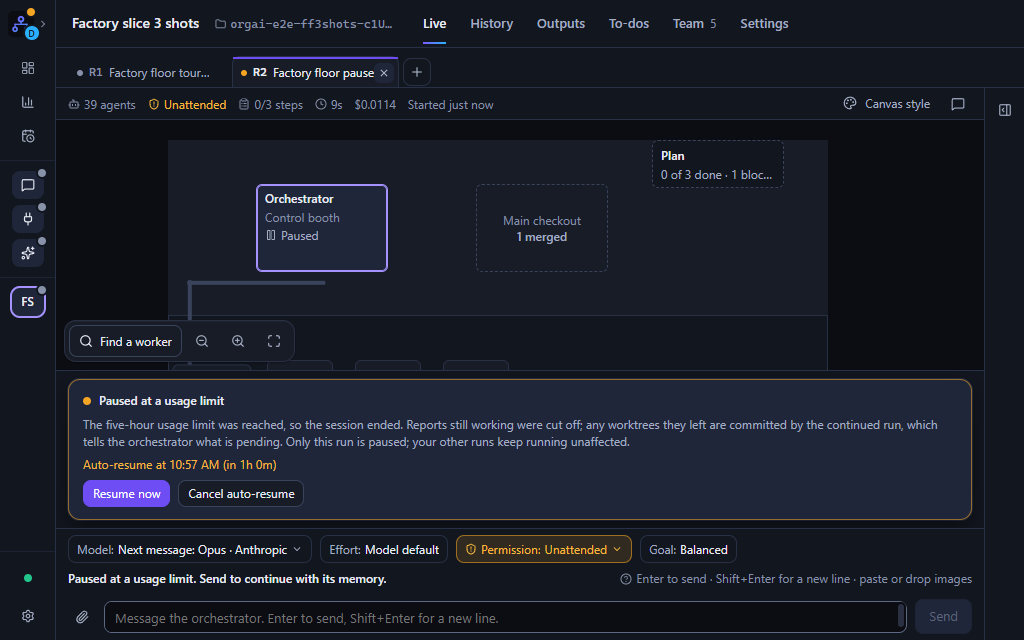 Factory slice 3 shots
orgai-e2e-ff3shots-c1U...
Live
History
Outputs
To-dos
Team 5
Settings
D
R1 Factory floor tour...
R2 Factory floor pause
39 agents
Unattended
0/3 steps
9s
$0.0114
Started just now
Canvas style
Plan
0 of 3 done · 1 bloc...
Orchestrator
Control booth
Paused
Main checkout
1 merged
FS
Find a worker
Paused at a usage limit
The five-hour usage limit was reached, so the session ended. Reports still working were cut off; any worktrees they left are committed by the continued run, which
tells the orchestrator what is pending. Only this run is paused; your other runs keep running unaffected.
Auto-resume at 10:57 AM (in 1h 0m)
Resume now
Cancel auto-resume
Model: Next message: Opus · Anthropic
Effort: Model default
Permission: Unattended
Goal: Balanced
Paused at a usage limit. Send to continue with its memory.
Enter to send · Shift+Enter for a new line · paste or drop images
Message the orchestrator. Enter to send, Shift+Enter for a new line.
Send